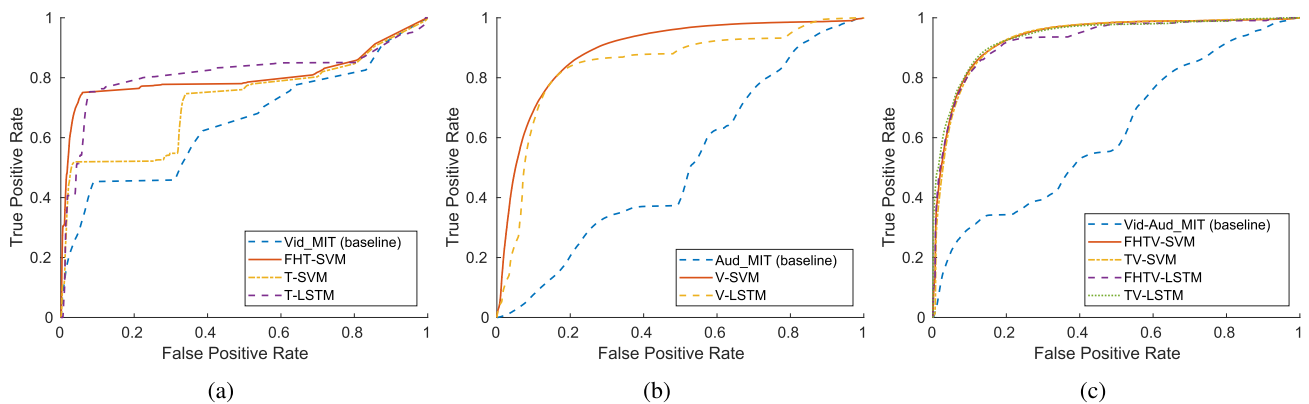 1
0.8
0.6
0.4
0.2
0
True Positive Rate
0 0.2 0.4 0.6 0.8 1
False Positive Rate
Vid_MIT (baseline)
FHT-SVM
T-SVM
T-LSTM
(a)
1
0.8
0.6
0.4
0.2
0
True Positive Rate
0 0.2 0.4 0.6 0.8 1
False Positive Rate
Aud_MIT (baseline)
V-SVM
V-LSTM
(b)
1
0.8
0.6
0.4
0.2
0
True Positive Rate
0 0.2 0.4 0.6 0.8 1
False Positive Rate
Vid-Aud_MIT (baseline)
FHTV-SVM
TV-SVM
FHTV-LSTM
TV-LSTM
(c)